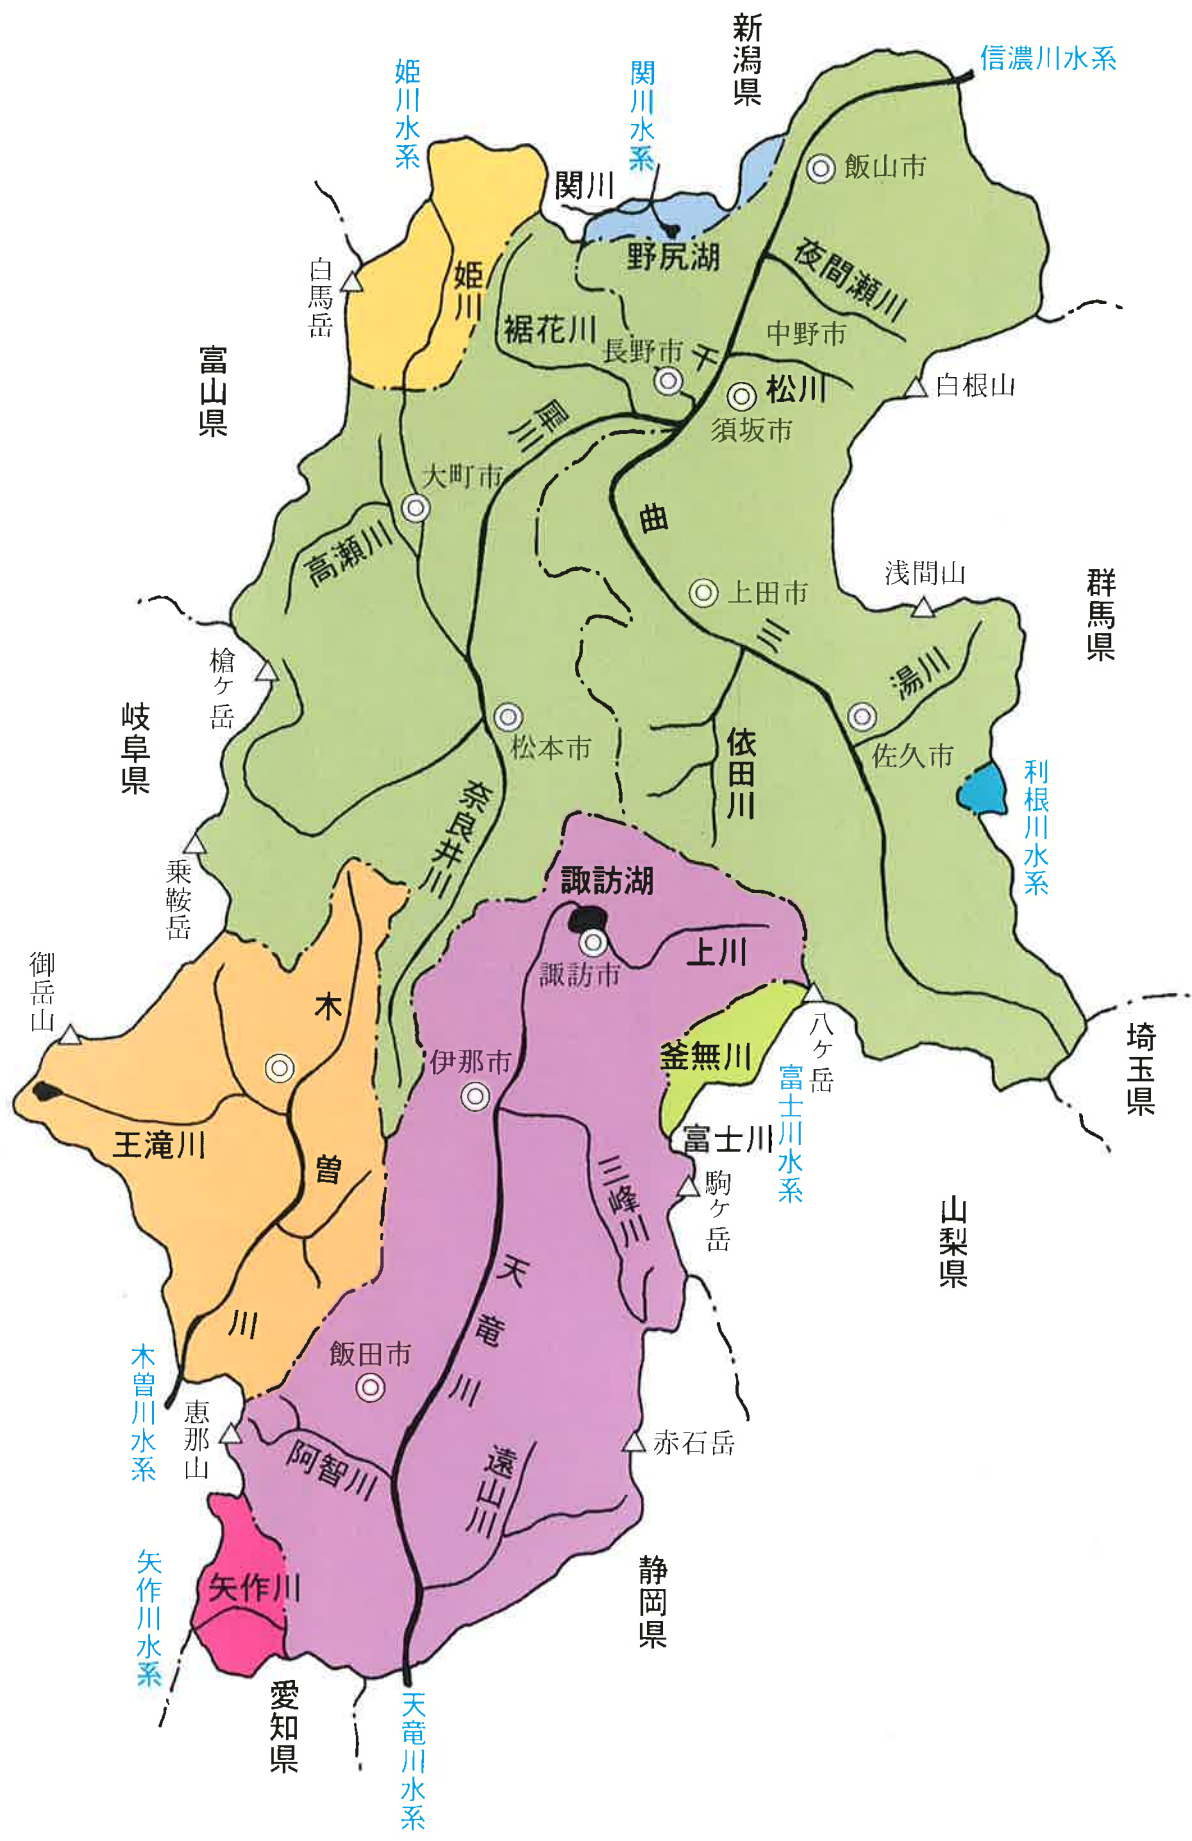 新潟県
信濃川水系
姫川水系
関川水系
関川
飯山市
野尻湖
夜間瀬川
白馬岳
姫川
裾花川
長野市
中野市
千
松川
白根山
富山県
犀川
須坂市
大町市
曲
高瀬川
浅間山
上田市
群馬県
三
湯川
槍ケ岳
岐阜県
松本市
依田川
佐久市
利根川水系
奈良井川
乗鞍岳
諏訪湖
上川
諏訪市
御岳山
木
八ケ岳
埼玉県
伊那市
釜無川
富士川水系
王滝川
富士川
曽
三峰川
駒ケ岳
山梨県
天
川
竜
飯田市
木曽川水系
川
恵那山
赤石岳
阿智川
遠山川
矢作川水系
矢作川
静岡県
愛知県
天竜川水系